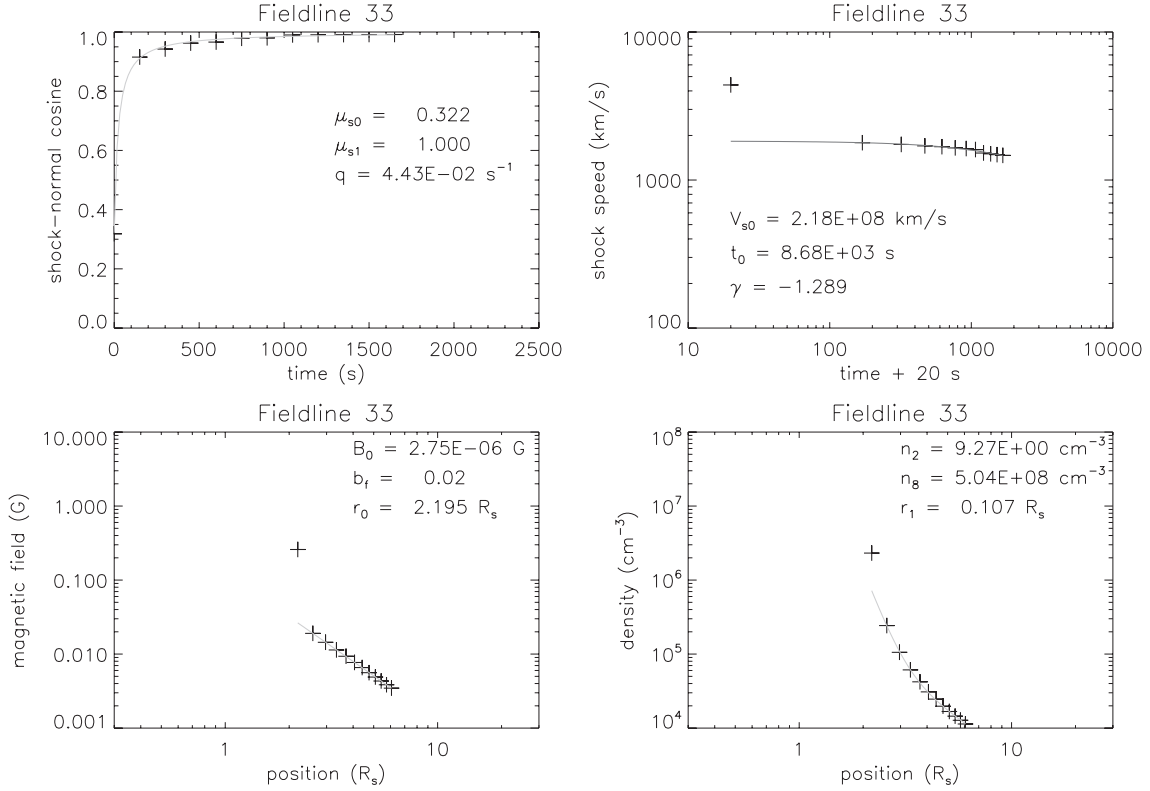 Fieldline 33
1.0
0.8
0.6
0.4
0.2
0.0
shock-normal cosine
μs0 = 0.322
μs1 = 1.000
q = 4.43E-02 s⁻¹
0 500 1000 1500 2000 2500
time (s)
Fieldline 33
10000
1000
100
shock speed (km/s)
Vs0 = 2.18E+08 km/s
t0 = 8.68E+03 s
γ = -1.289
10 100 1000 10000
time + 20 s
Fieldline 33
10.000
1.000
0.100
0.010
0.001
magnetic field (G)
B0 = 2.75E-06 G
bf = 0.02
r0 = 2.195 Rs
1 10
position (Rs)
Fieldline 33
10⁸
10⁷
10⁶
10⁵
10⁴
density (cm⁻³)
n2 = 9.27E+00 cm⁻³
n8 = 5.04E+08 cm⁻³
r1 = 0.107 Rs
1 10
position (Rs)